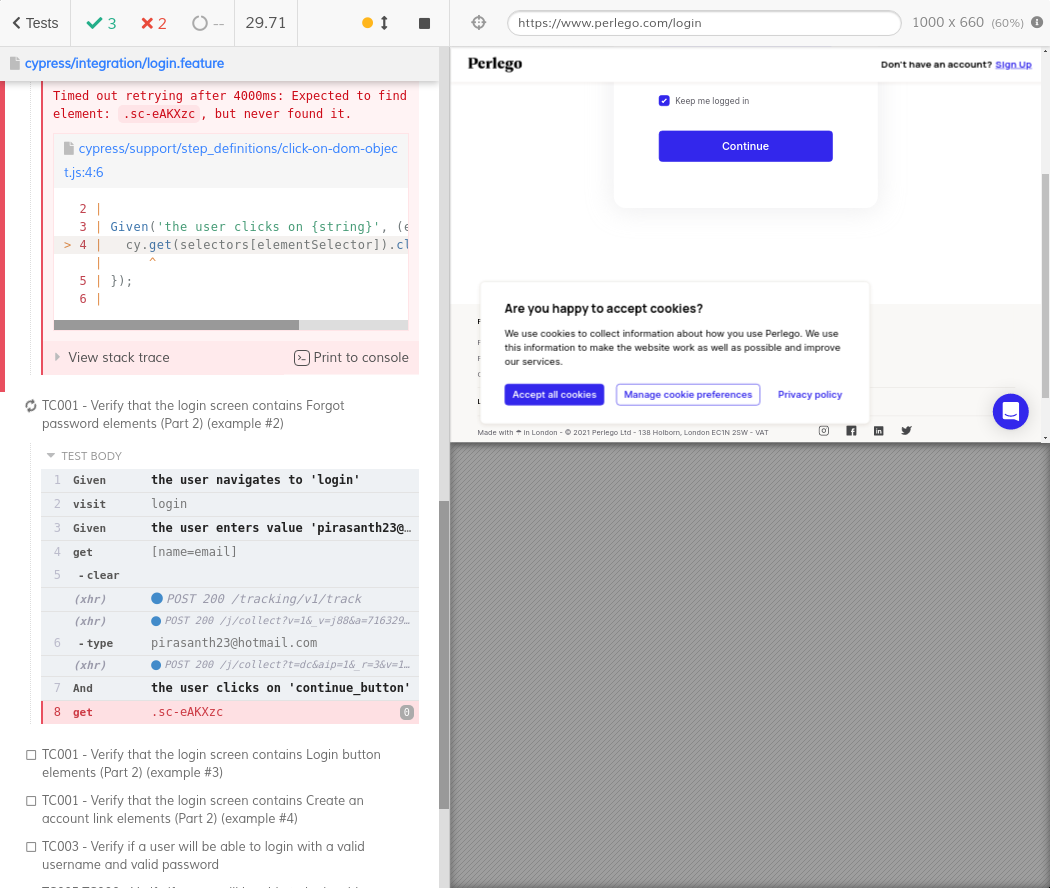 Tests
3
2
--
29.71
https://www.perlego.com/login
1000 x 660 (60%)
cypress/integration/login.feature
Timed out retrying after 4000ms: Expected to find
element: .sc-eAKXzc, but never found it.
cypress/support/step_definitions/click-on-dom-objec
t.js:4:6
2 |
3 | Given('the user clicks on {string}', (e
> 4 | cy.get(selectors[elementSelector]).cl
| ^
5 | });
6 |
View stack trace
Print to console
TC001 - Verify that the login screen contains Forgot
password elements (Part 2) (example #2)
TEST BODY
1 Given the user navigates to 'login'
2 visit login
3 Given the user enters value 'pirasanth23@…
4 get [name=email]
5 -clear
(xhr) POST 200 /tracking/v1/track
(xhr) POST 200 /j/collect?v=1&_v=j88&a=716329…
6 -type pirasanth23@hotmail.com
(xhr) POST 200 /j/collect?t=dc&aip=1&_r=3&v=1…
7 And the user clicks on 'continue_button'
8 get .sc-eAKXzc 0
TC001 - Verify that the login screen contains Login button
elements (Part 2) (example #3)
TC001 - Verify that the login screen contains Create an
account link elements (Part 2) (example #4)
TC003 - Verify if a user will be able to login with a valid
username and valid password
Perlego
Don't have an account? Sign Up
Keep me logged in
Continue
Are you happy to accept cookies?
We use cookies to collect information about how you use Perlego. We use
this information to make the website work as well as possible and improve
our services.
Accept all cookies
Manage cookie preferences
Privacy policy
Made with ☂ in London - © 2021 Perlego Ltd - 138 Holborn, London EC1N 2SW - VAT